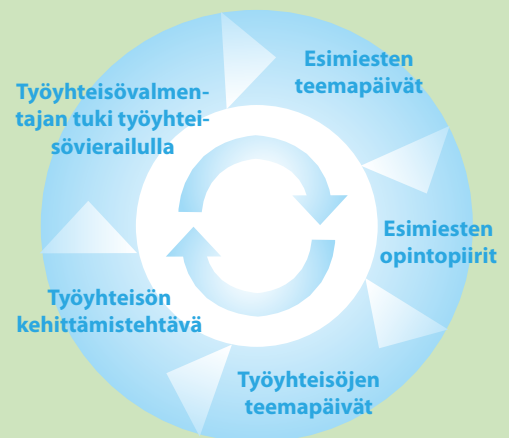 Esimiesten
teemapäivät
Esimiesten
opintopiirit
Työyhteisöjen
teemapäivät
Työyhteisön
kehittämistehtävä
Työyhteisövalmen-
tajan tuki työyhtei-
sövierailulla